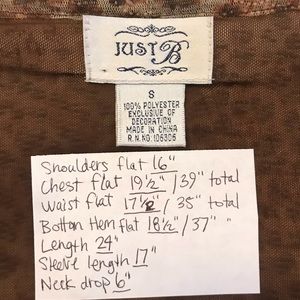 JUST B
S
100% POLYESTER
EXCLUSIVE OF
DECORATION
MADE IN CHINA
R.N. NO: 106305
Shoulders flat 16"
Chest flat 19½" / 39" total
Waist flat 17½" / 35" total
Bottom Hem flat 18½" / 37" "
Length 24"
Sleeve length 17"
Neck drop 6"